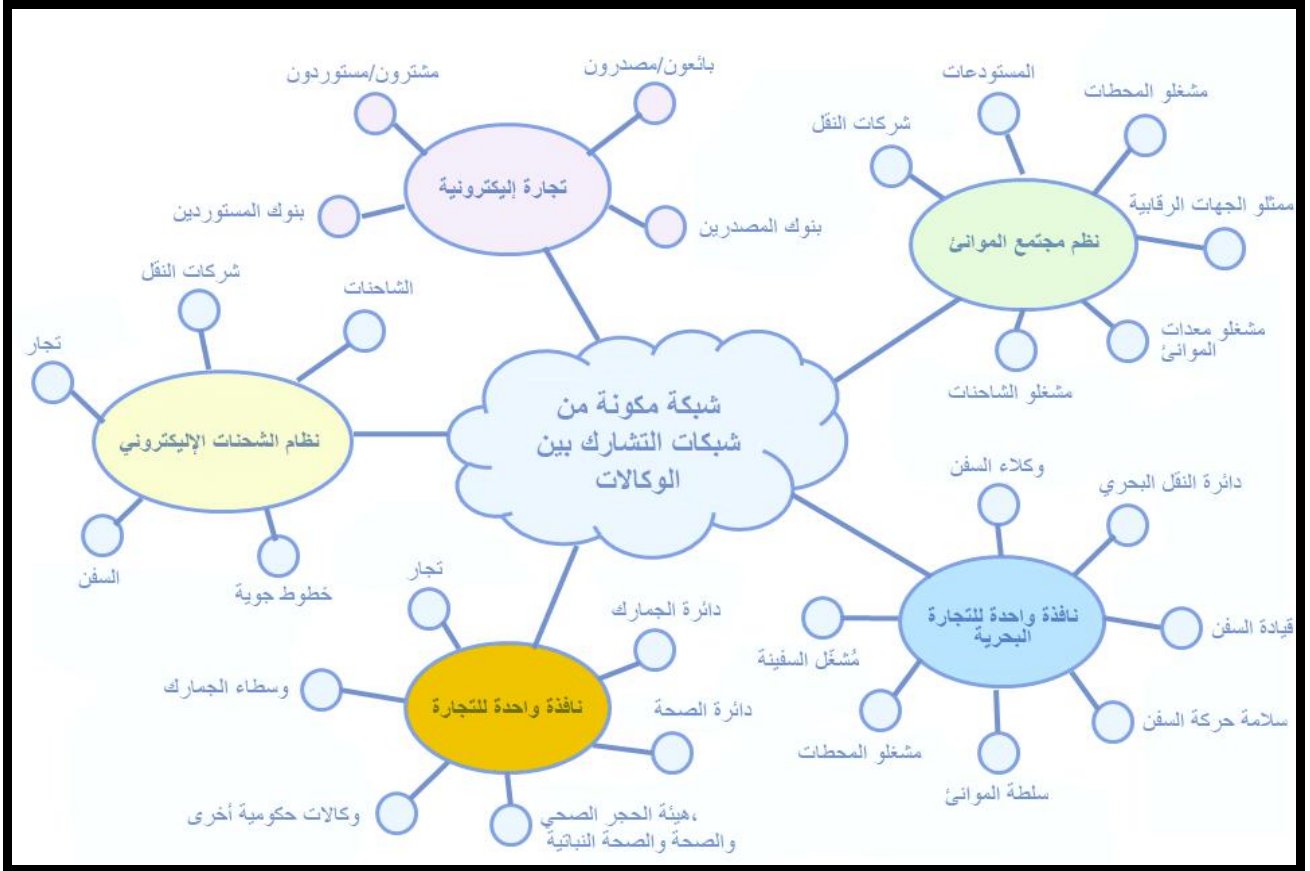 بائعون/مصدرون
مشترون/مستوردون
تجارة إليكترونية
بنوك المستوردين
بنوك المصدرين
المستودعات
مشغلو المحطات
شركات النقل
ممثلو الجهات الرقابية
نظم مجتمع الموانئ
مشغلو معدات
الموانئ
مشغلو الشاحنات
شركات النقل
الشاحنات
تجار
نظام الشحنات الإليكتروني
السفن
خطوط جوية
شبكة مكونة من
شبكات التشارك بين
الوكالات
وكلاء السفن
دائرة النقل البحري
نافذة واحدة للتجارة
البحرية
قيادة السفن
مُشغّل السفينة
سلامة حركة السفن
مشغلو المحطات
سلطة الموانئ
تجار
دائرة الجمارك
وسطاء الجمارك
نافذة واحدة للتجارة
دائرة الصحة
وكالات حكومية أخرى
هيئة الحجر الصحي،
والصحة والصحة النباتية